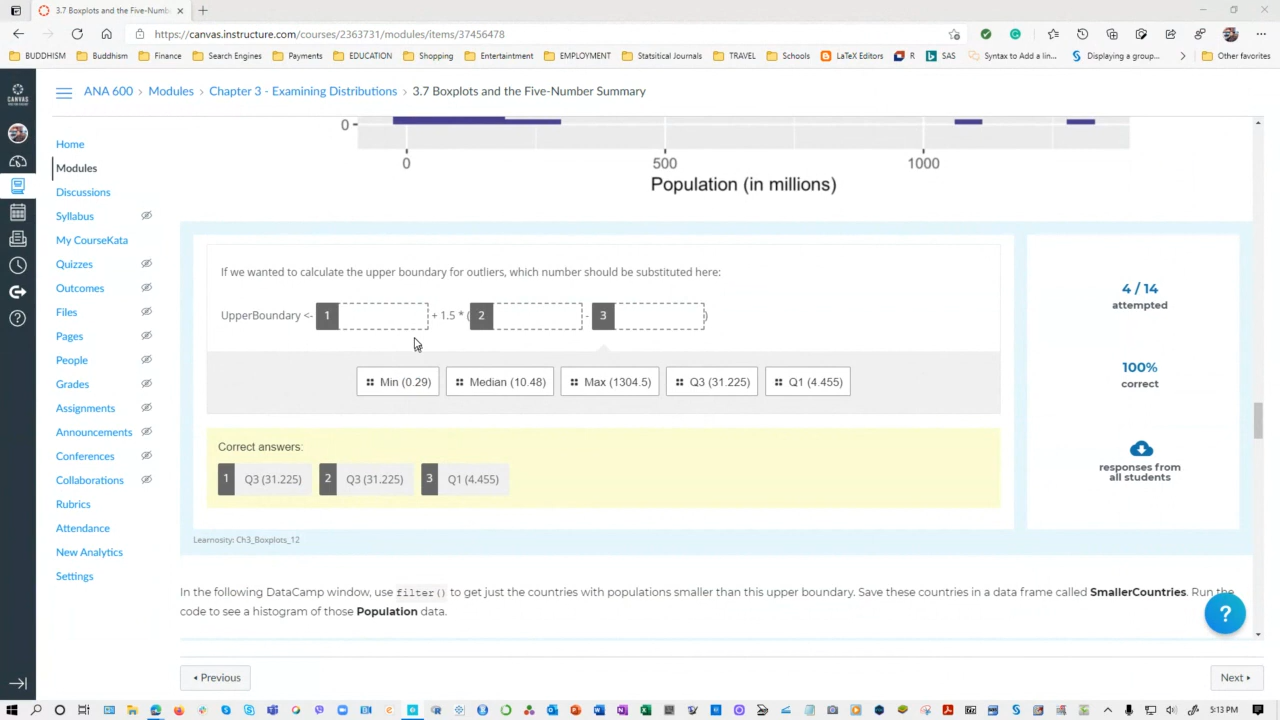 3.7 Boxplots and the Five-Numb
https://canvas.instructure.com/courses/2363731/modules/items/37456478
BUDDHISM Buddhism Finance Search Engines Payments EDUCATION Shopping Entertaintment EMPLOYMENT Statsitical Journals TRAVEL Schools LaTeX Editors R SAS Syntax to Add a lin... Displaying a group... Other favorites
CANVAS
ANA 600 › Modules › Chapter 3 - Examining Distributions › 3.7 Boxplots and the Five-Number Summary
Home
Modules
Discussions
Syllabus
My CourseKata
Quizzes
Outcomes
Files
Pages
People
Grades
Assignments
Announcements
Conferences
Collaborations
Rubrics
Attendance
New Analytics
Settings
0
0 500 1000
Population (in millions)
If we wanted to calculate the upper boundary for outliers, which number should be substituted here:
UpperBoundary <- 1 + 1.5 * ( 2 - 3 )
Min (0.29) Median (10.48) Max (1304.5) Q3 (31.225) Q1 (4.455)
Correct answers:
1 Q3 (31.225) 2 Q3 (31.225) 3 Q1 (4.455)
4 / 14
attempted
100%
correct
responses from
all students
Learnosity: Ch3_Boxplots_12
In the following DataCamp window, use filter() to get just the countries with populations smaller than this upper boundary. Save these countries in a data frame called SmallerCountries. Run the
code to see a histogram of those Population data.
?
Previous
Next
5:13 PM